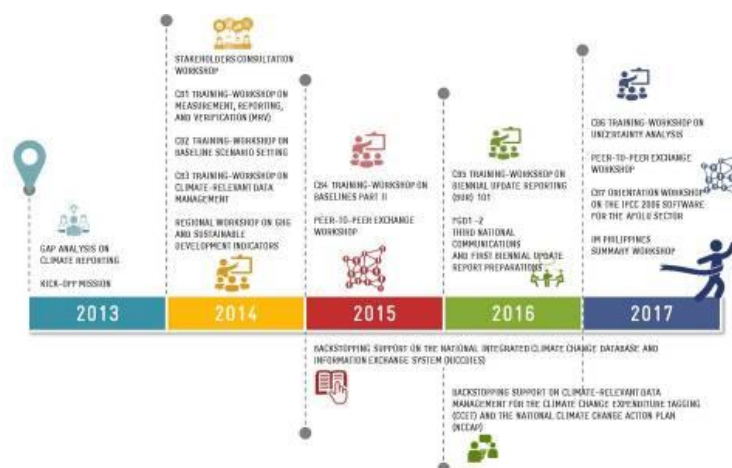 GAP ANALYSIS ON
CLIMATE REPORTING
KICK-OFF MISSION
2013
STAKEHOLDERS CONSULTATION
WORKSHOP
CB1 TRAINING-WORKSHOP ON
MEASUREMENT, REPORTING,
AND VERIFICATION (MRV)
CB2 TRAINING-WORKSHOP ON
BASELINE SCENARIO SETTING
CB3 TRAINING-WORKSHOP ON
CLIMATE-RELEVANT DATA
MANAGEMENT
REGIONAL WORKSHOP ON GHG
AND SUSTAINABLE
DEVELOPMENT INDICATORS
2014
CB4 TRAINING-WORKSHOP ON
BASELINES PART II
PEER-TO-PEER EXCHANGE
WORKSHOP
2015
CB5 TRAINING-WORKSHOP ON
BIENNIAL UPDATE REPORTING
(BUR) 101
FGD1-2
THIRD NATIONAL
COMMUNICATIONS
AND FIRST BIENNIAL UPDATE
REPORT PREPARATIONS
2016
CB6 TRAINING-WORKSHOP ON
UNCERTAINTY ANALYSIS
PEER-TO-PEER EXCHANGE
WORKSHOP
CB7 ORIENTATION WORKSHOP
ON THE IPCC 2006 SOFTWARE
FOR THE AFOLU SECTOR
IM PHILIPPINES
SUMMARY WORKSHOP
2017
BACKSTOPPING SUPPORT ON THE NATIONAL INTEGRATED CLIMATE CHANGE DATABASE AND
INFORMATION EXCHANGE SYSTEM (NICCDIES)
BACKSTOPPING SUPPORT ON CLIMATE-RELEVANT DATA
MANAGEMENT FOR THE CLIMATE CHANGE EXPENDITURE TAGGING
(CCET) AND THE NATIONAL CLIMATE CHANGE ACTION PLAN
(NCCAP)